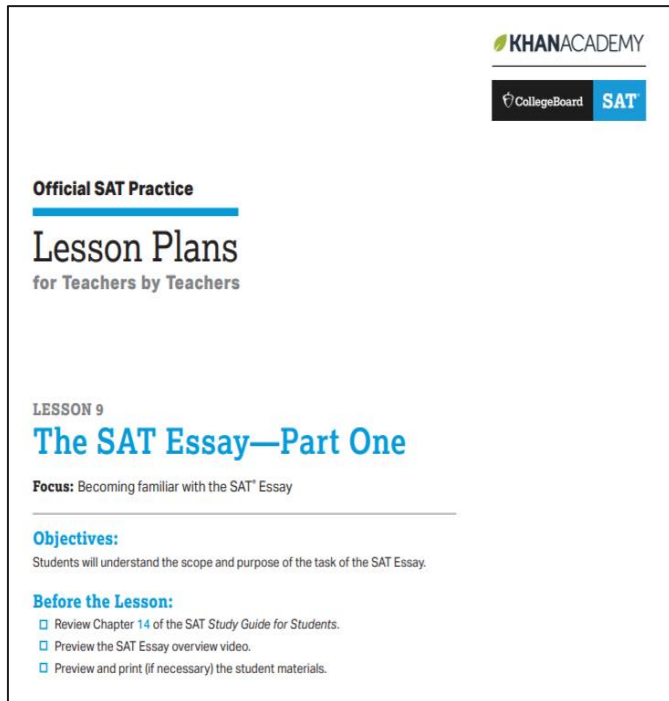 KHANACADEMY
CollegeBoard SAT®
Official SAT Practice
Lesson Plans
for Teachers by Teachers
LESSON 9
The SAT Essay—Part One
Focus: Becoming familiar with the SAT® Essay
Objectives:
Students will understand the scope and purpose of the task of the SAT Essay.
Before the Lesson:
Review Chapter 14 of the SAT Study Guide for Students.
Preview the SAT Essay overview video.
Preview and print (if necessary) the student materials.